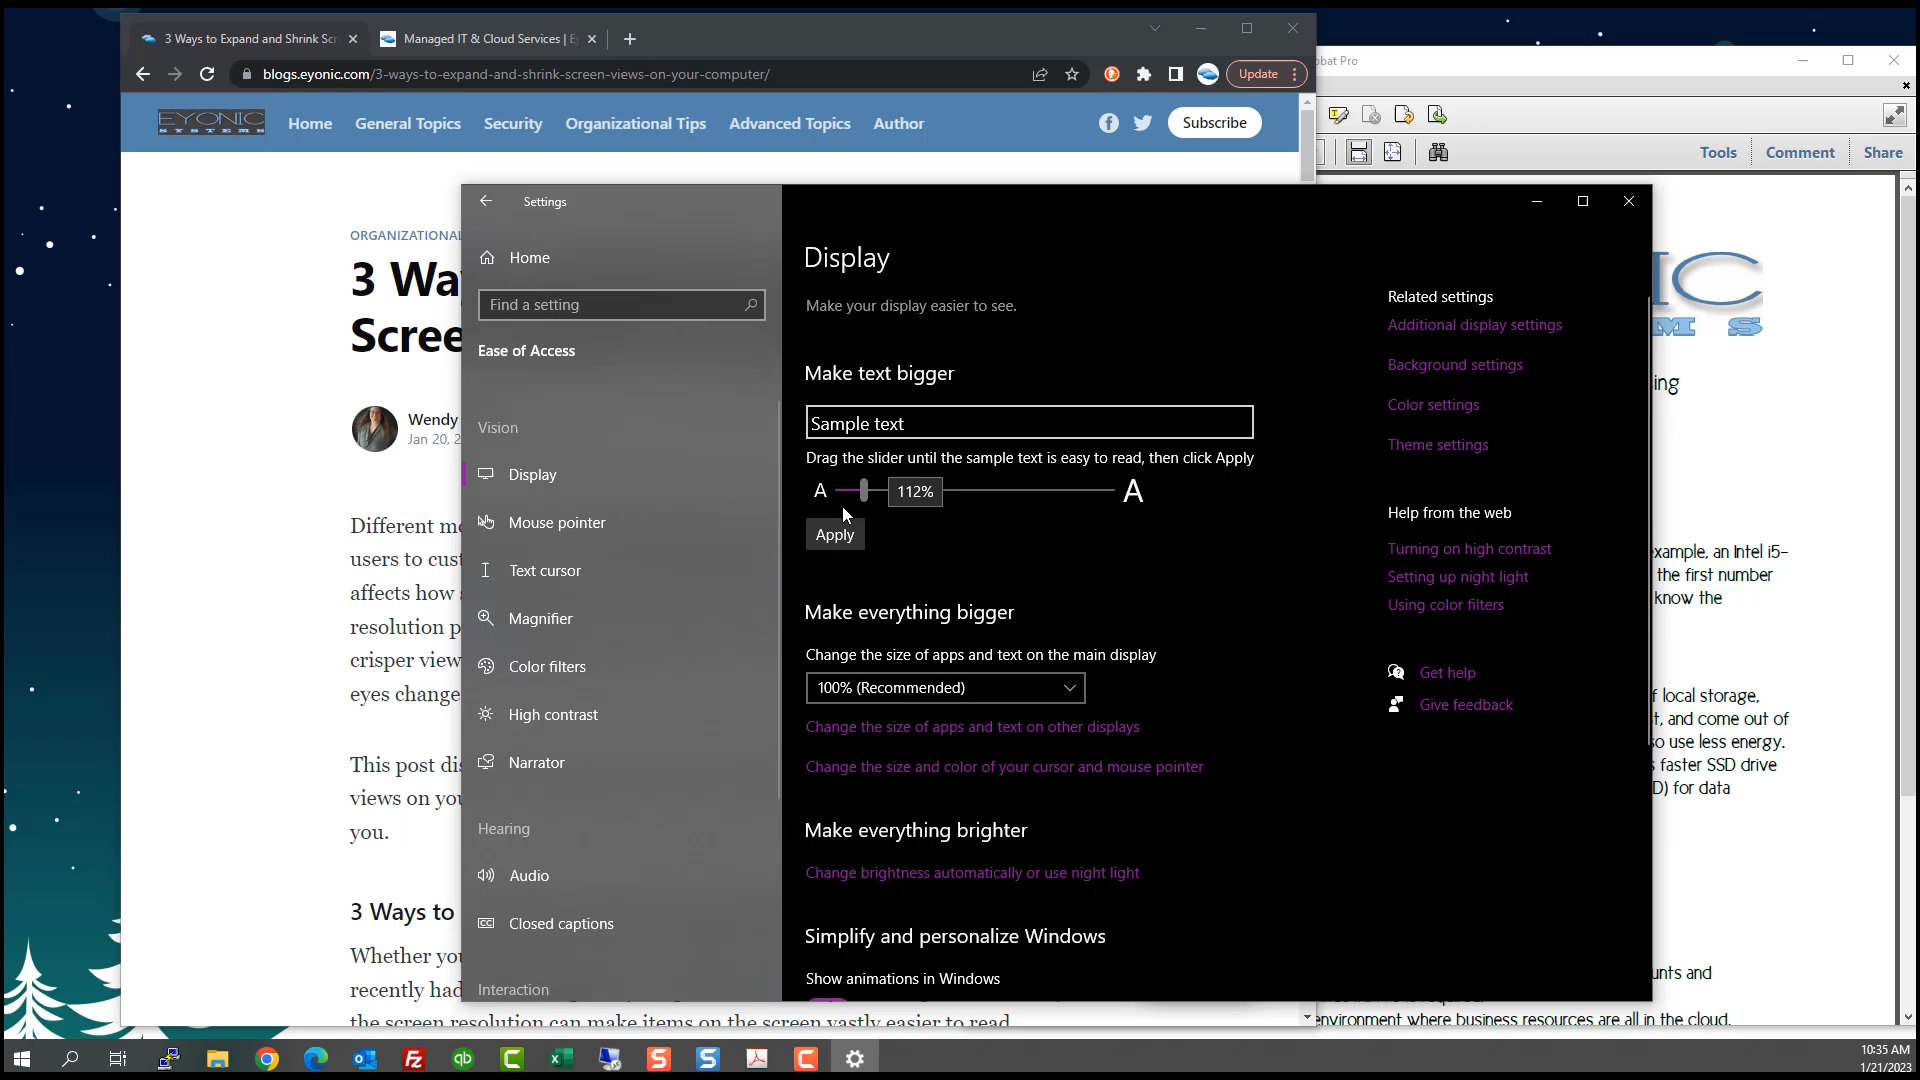 3 Ways to Expand and Shrink Scr
Managed IT & Cloud Services | E
obat Pro
blogs.eyonic.com/3-ways-to-expand-and-shrink-screen-views-on-your-computer/
Update
EYONIC
SYSTEMS
Home
General Topics
Security
Organizational Tips
Advanced Topics
Author
Subscribe
Tools
Comment
Share
ORGANIZATIONAL
3 Wa
Scree
Wendy
Jan 20, 2
Different mo
users to cust
affects how
resolution p
crisper view
eyes change
This post dis
views on you
you.
3 Ways to
Whether you
recently had
the screen resolution can make items on the screen vastly easier to read
Settings
Home
Find a setting
Ease of Access
Vision
Display
Mouse pointer
Text cursor
Magnifier
Color filters
High contrast
Narrator
Hearing
Audio
Closed captions
Interaction
Display
Make your display easier to see.
Make text bigger
Sample text
Drag the slider until the sample text is easy to read, then click Apply
A
112%
A
Apply
Make everything bigger
Change the size of apps and text on the main display
100% (Recommended)
Change the size of apps and text on other displays
Change the size and color of your cursor and mouse pointer
Make everything brighter
Change brightness automatically or use night light
Simplify and personalize Windows
Show animations in Windows
Related settings
Additional display settings
Background settings
Color settings
Theme settings
Help from the web
Turning on high contrast
Setting up night light
Using color filters
Get help
Give feedback
IC
M S
ing
xample, an Intel i5-
the first number
know the
f local storage,
t, and come out of
so use less energy.
s faster SSD drive
D) for data
unts and
environment where business resources are all in the cloud.
10:35 AM
1/21/2023